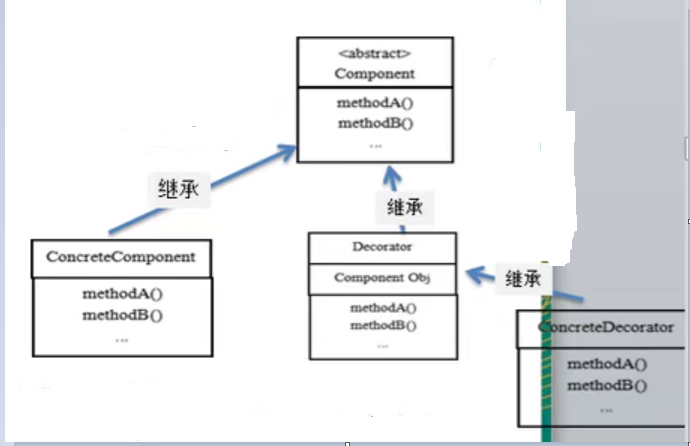 <abstract>
Component
methodA()
methodB()
...
继承
继承
ConcreteComponent
methodA()
methodB()
...
Decorator
Component Obj
methodA()
methodB()
...
继承
ConcreteDecorator
methodA()
methodB()
...